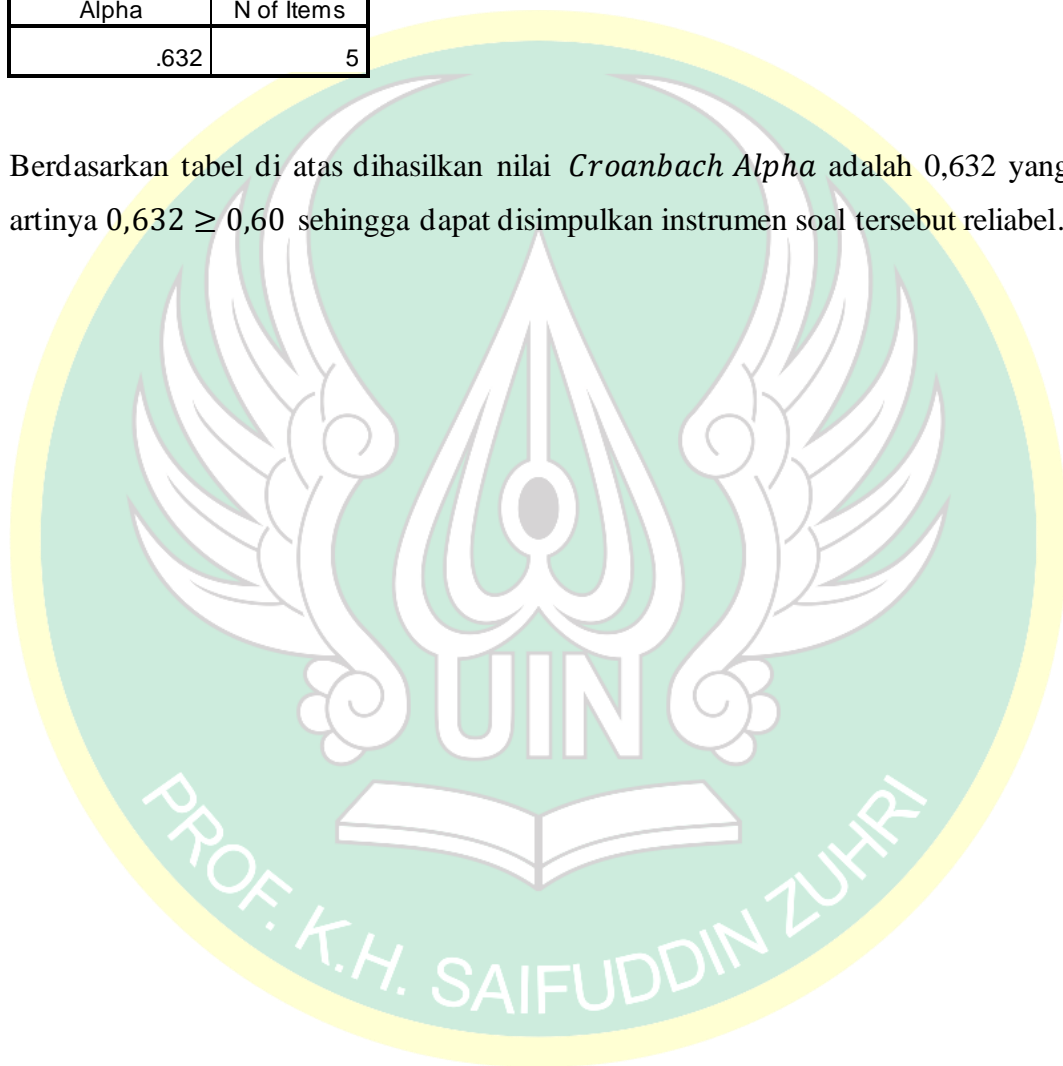 Alpha N of Items
.632 5
Berdasarkan tabel di atas dihasilkan nilai Croanbach Alpha adalah 0,632 yang
artinya 0,632 ≥ 0,60 sehingga dapat disimpulkan instrumen soal tersebut reliabel.
UIN
PROF. K.H. SAIFUDDIN ZUHRI